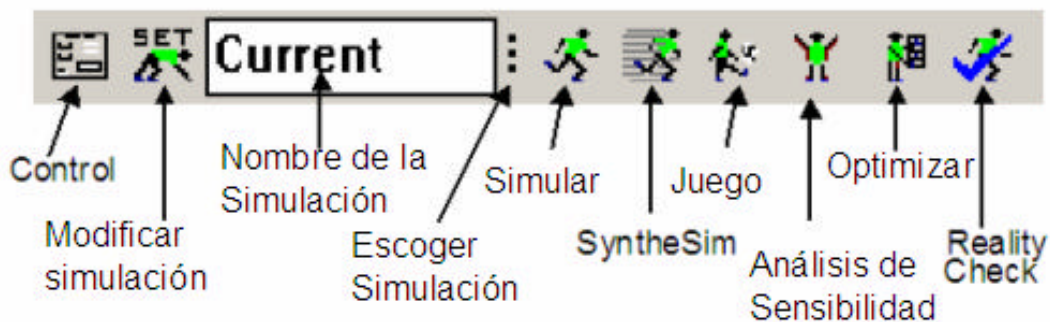 SET
Current
Control
Nombre de la
Simulación
Simular
Juego
Optimizar
Modificar
simulación
Escoger
Simulación
SyntheSim
Análisis de
Sensibilidad
Reality
Check